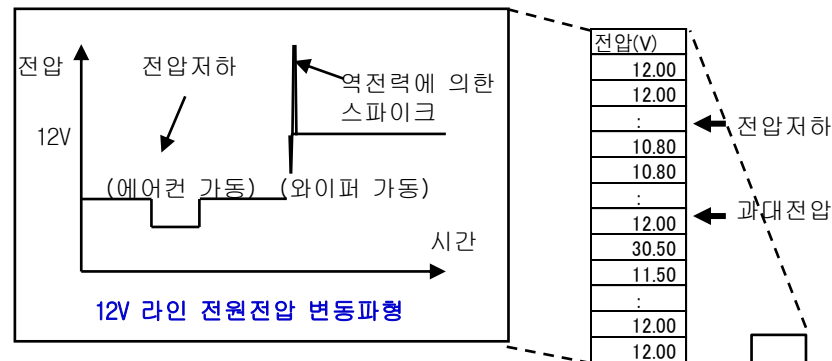 전압
전압저하
역전력에 의한
스파이크
12V
(에어컨 가동) (와이퍼 가동)
시간
12V 라인 전원전압 변동파형
전압(V)
12.00
12.00
:
10.80
10.80
:
12.00
30.50
11.50
:
12.00
12.00
전압저하
과대전압